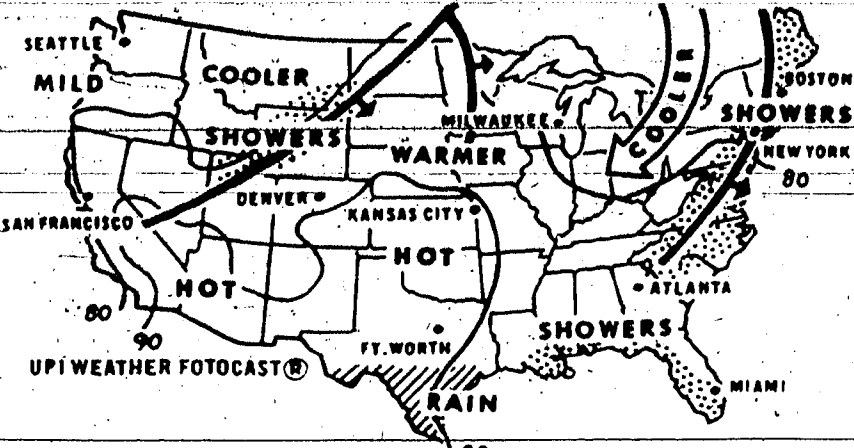 SEATTLE
MILD
COOLER
COOLER
BOSTON
SHOWERS
MILWAUKEE
SHOWERS
WARMER
NEW YORK
80
DENVER
KANSAS CITY
SAN FRANCISCO
HOT
HOT
ATLANTA
80
90
SHOWERS
FT. WORTH
UPI WEATHER FOTOCAST ®
MIAMI
RAIN